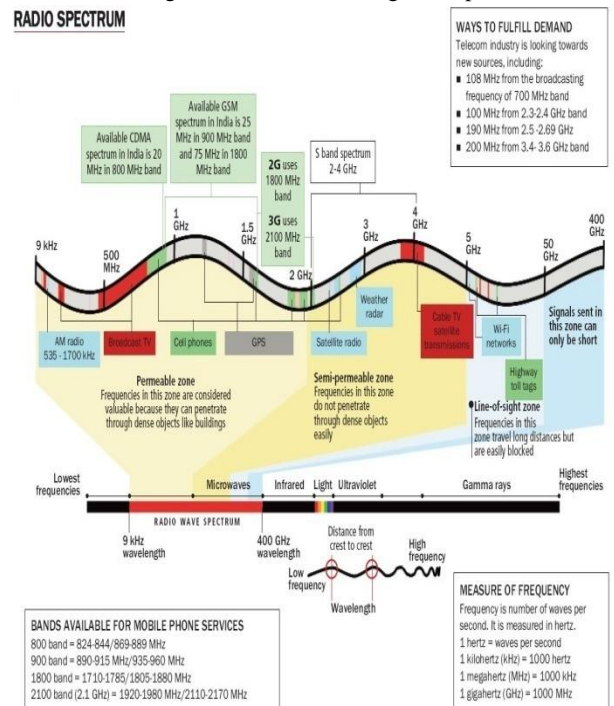 RADIO SPECTRUM
WAYS TO FULFILL DEMAND
Telecom industry is looking towards
new sources, including:
■ 108 MHz from the broadcasting
frequency of 700 MHz band
■ 100 MHz from 2.3-2.4 GHz band
■ 190 MHz from 2.5 -2.69 GHz
■ 200 MHz from 3.4- 3.6 GHz band
Available CDMA
spectrum in India is 20
MHz in 800 MHz band
Available GSM
spectrum in India is 25
MHz in 900 MHz band
and 75 MHz in 1800
MHz band
2G uses
1800 MHz
band
3G uses
2100 MHz
band
S band spectrum
2-4 GHz
9 kHz
500
MHz
1
GHz
1.5
GHz
2 GHz
3
GHz
4
GHz
5
GHz
50
GHz
400
GHz
AM radio
535 - 1700 kHz
Broadcast TV
Cell phones
GPS
Satellite radio
Weather
radar
Cable TV
satellite
transmissions
Wi-Fi
networks
Highway
toll tags
Signals sent in
this zone can
only be short
Permeable zone
Frequencies in this zone are considered
valuable because they can penetrate
through dense objects like buildings
Semi-permeable zone
Frequencies in this zone
do not penetrate
through dense objects
easily
Line-of-sight zone
Frequencies in this
zone travel long distances but
are easily blocked
Lowest
frequencies
Microwaves
Infrared
Light
Ultraviolet
Gamma rays
Highest
frequencies
RADIO WAVE SPECTRUM
9 kHz
wavelength
400 GHz
wavelength
Distance from
crest to crest
Low
frequency
High
frequency
Wavelength
BANDS AVAILABLE FOR MOBILE PHONE SERVICES
800 band = 824-844/869-889 MHz
900 band = 890-915 MHz/935-960 MHz
1800 band = 1710-1785/1805-1880 MHz
2100 band (2.1 GHz) = 1920-1980 MHz/2110-2170 MHz
MEASURE OF FREQUENCY
Frequency is number of waves per
second. It is measured in hertz.
1 hertz = waves per second
1 kilohertz (kHz) = 1000 hertz
1 megahertz (MHz) = 1000 kHz
1 gigahertz (GHz) = 1000 MHz